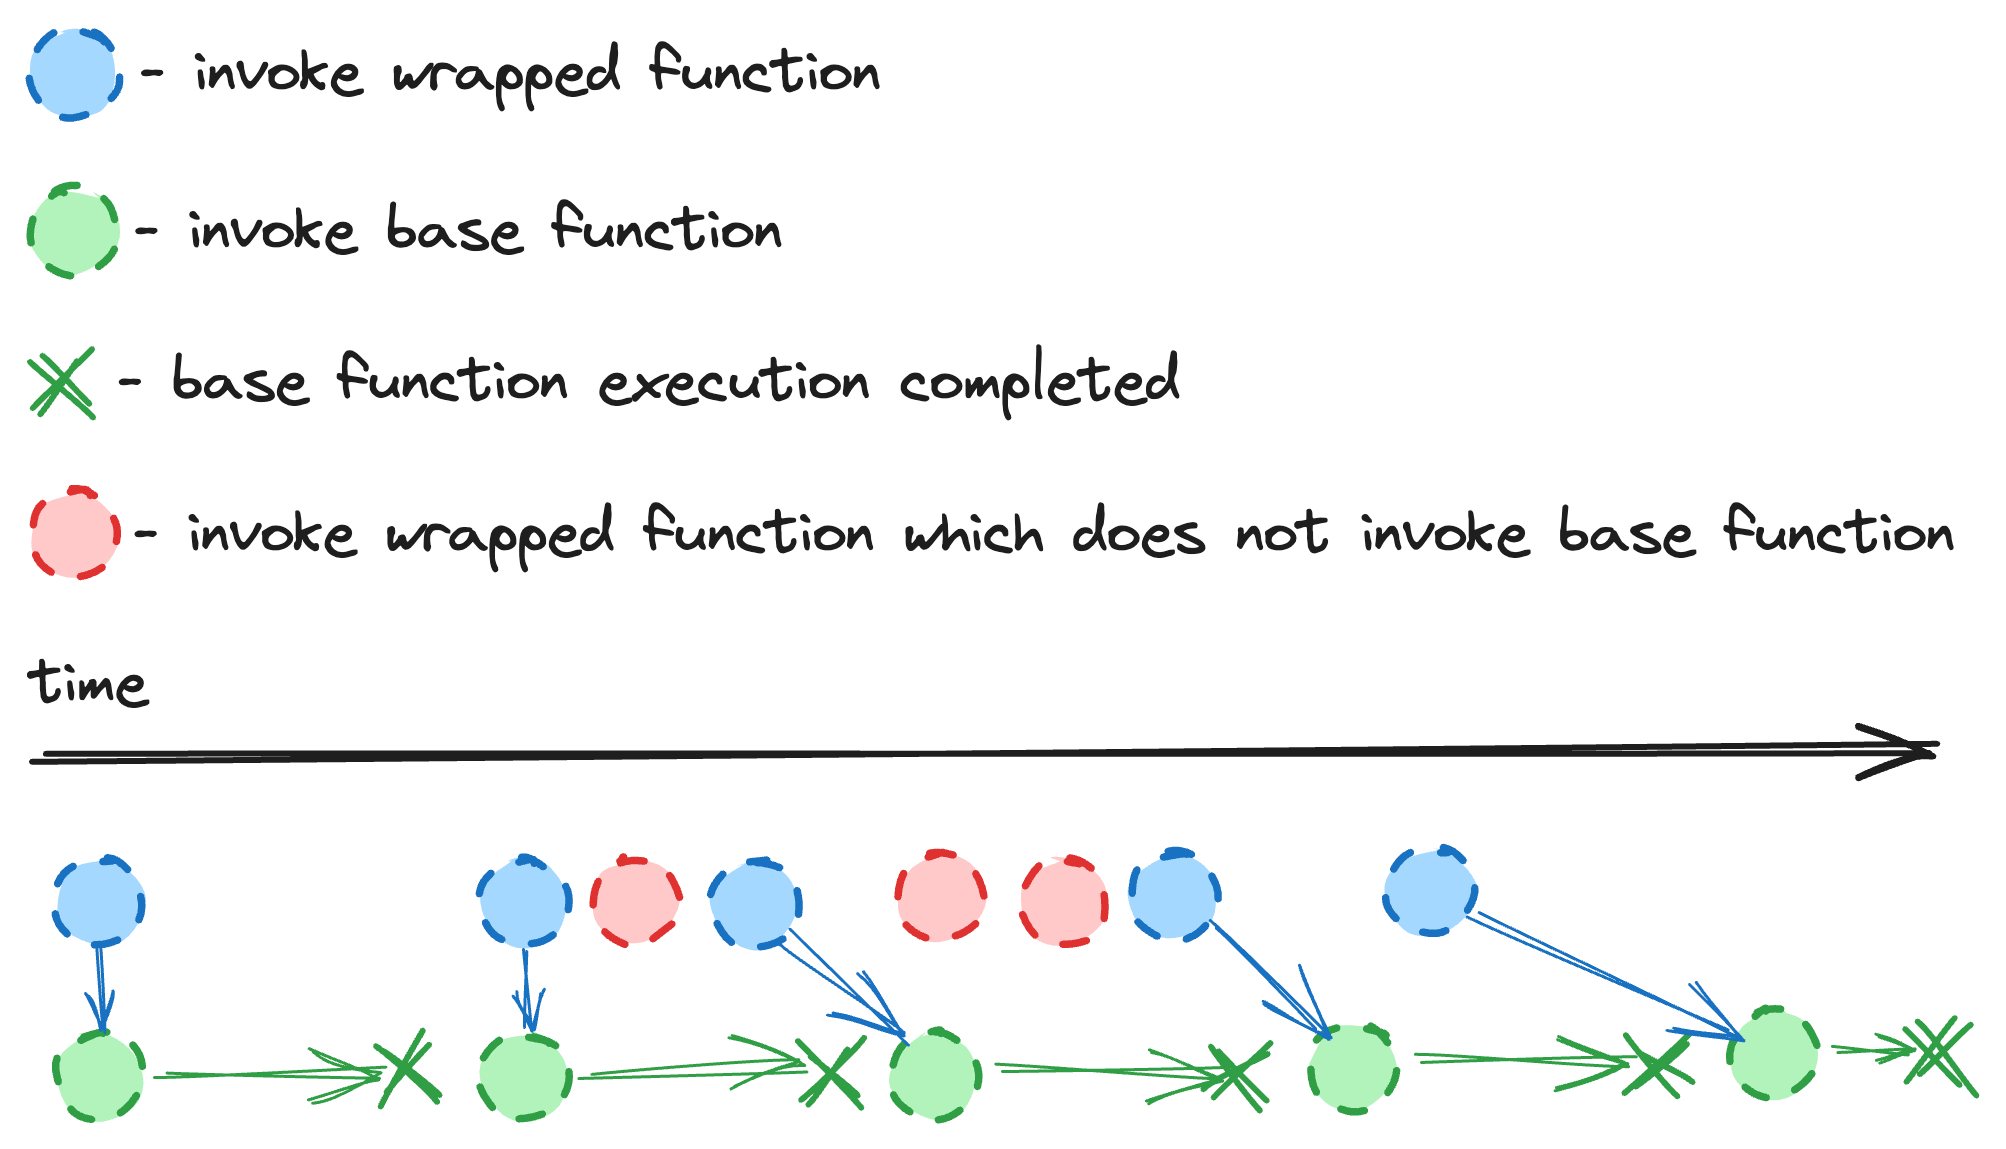 - invoke wrapped function
- invoke base function
- base function execution completed
- invoke wrapped function which does not invoke base function
time